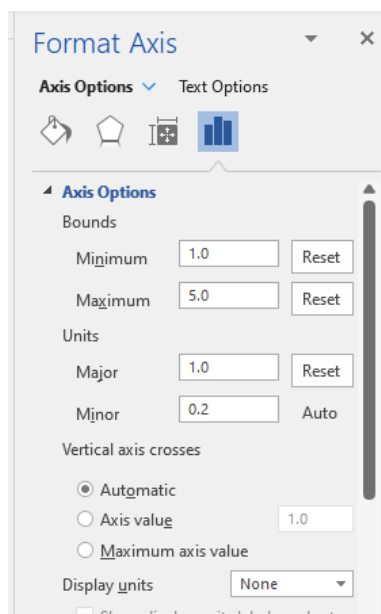 Format Axis
Axis Options Text Options
Axis Options
Bounds
Minimum 1.0 Reset
Maximum 5.0 Reset
Units
Major 1.0 Reset
Minor 0.2 Auto
Vertical axis crosses
Automatic
Axis value 1.0
Maximum axis value
Display units None